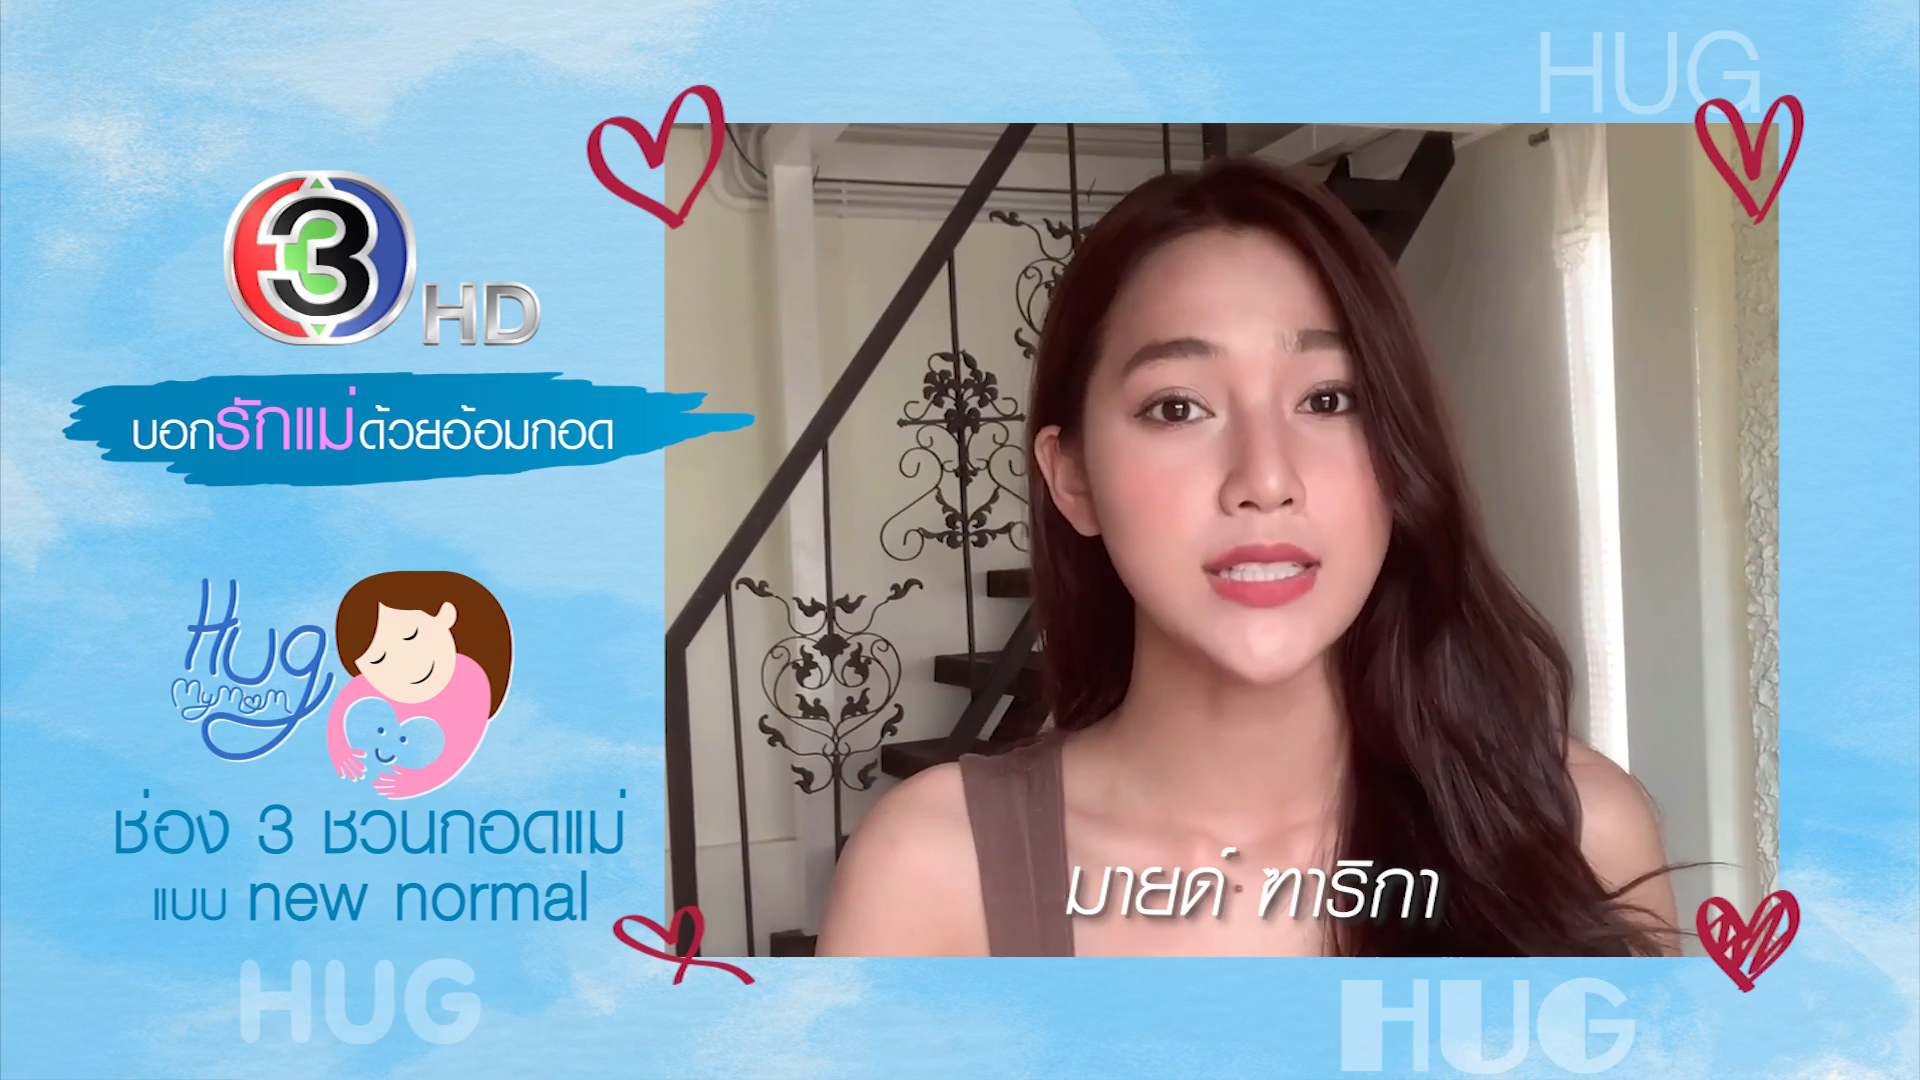 HUG
3 HD
บอกรักแม่ด้วยอ้อมกอด
Hug
my mom
ช่อง 3 ชวนกอดแม่
แบบ new normal
มายด์ ฑาริกา
HUG
HUG